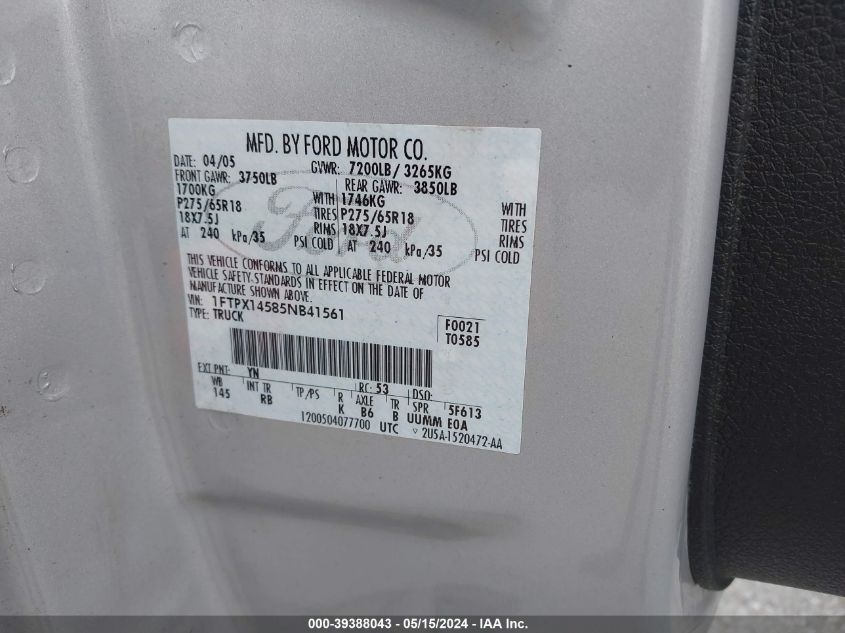 MFD. BY FORD MOTOR CO.
DATE: 04/05 GVWR: 7200LB / 3265KG
FRONT GAWR: 3750LB REAR GAWR: 3850LB
1700KG WITH 1746KG WITH
P275/65R18 TIRES P275/65R18 TIRES
18X7.5J RIMS 18X7.5J RIMS
AT 240 kPa/35 PSI COLD AT 240 kPa/35 PSI COLD
Ford
THIS VEHICLE CONFORMS TO ALL APPLICABLE FEDERAL MOTOR
VEHICLE SAFETY STANDARDS IN EFFECT ON THE DATE OF
MANUFACTURE SHOWN ABOVE.
VIN: 1FTPX14585NB41561
TYPE: TRUCK
F0021
T0585
EXT PNT: YN RC: 53 DSO:
WB INT TR TP/PS R AXLE TR SPR 5F613
145 RB K B6 B UUMM EOA
1200504077700 UTC 2U5A-1520472-AA
000-39388043 - 05/15/2024 - IAA Inc.